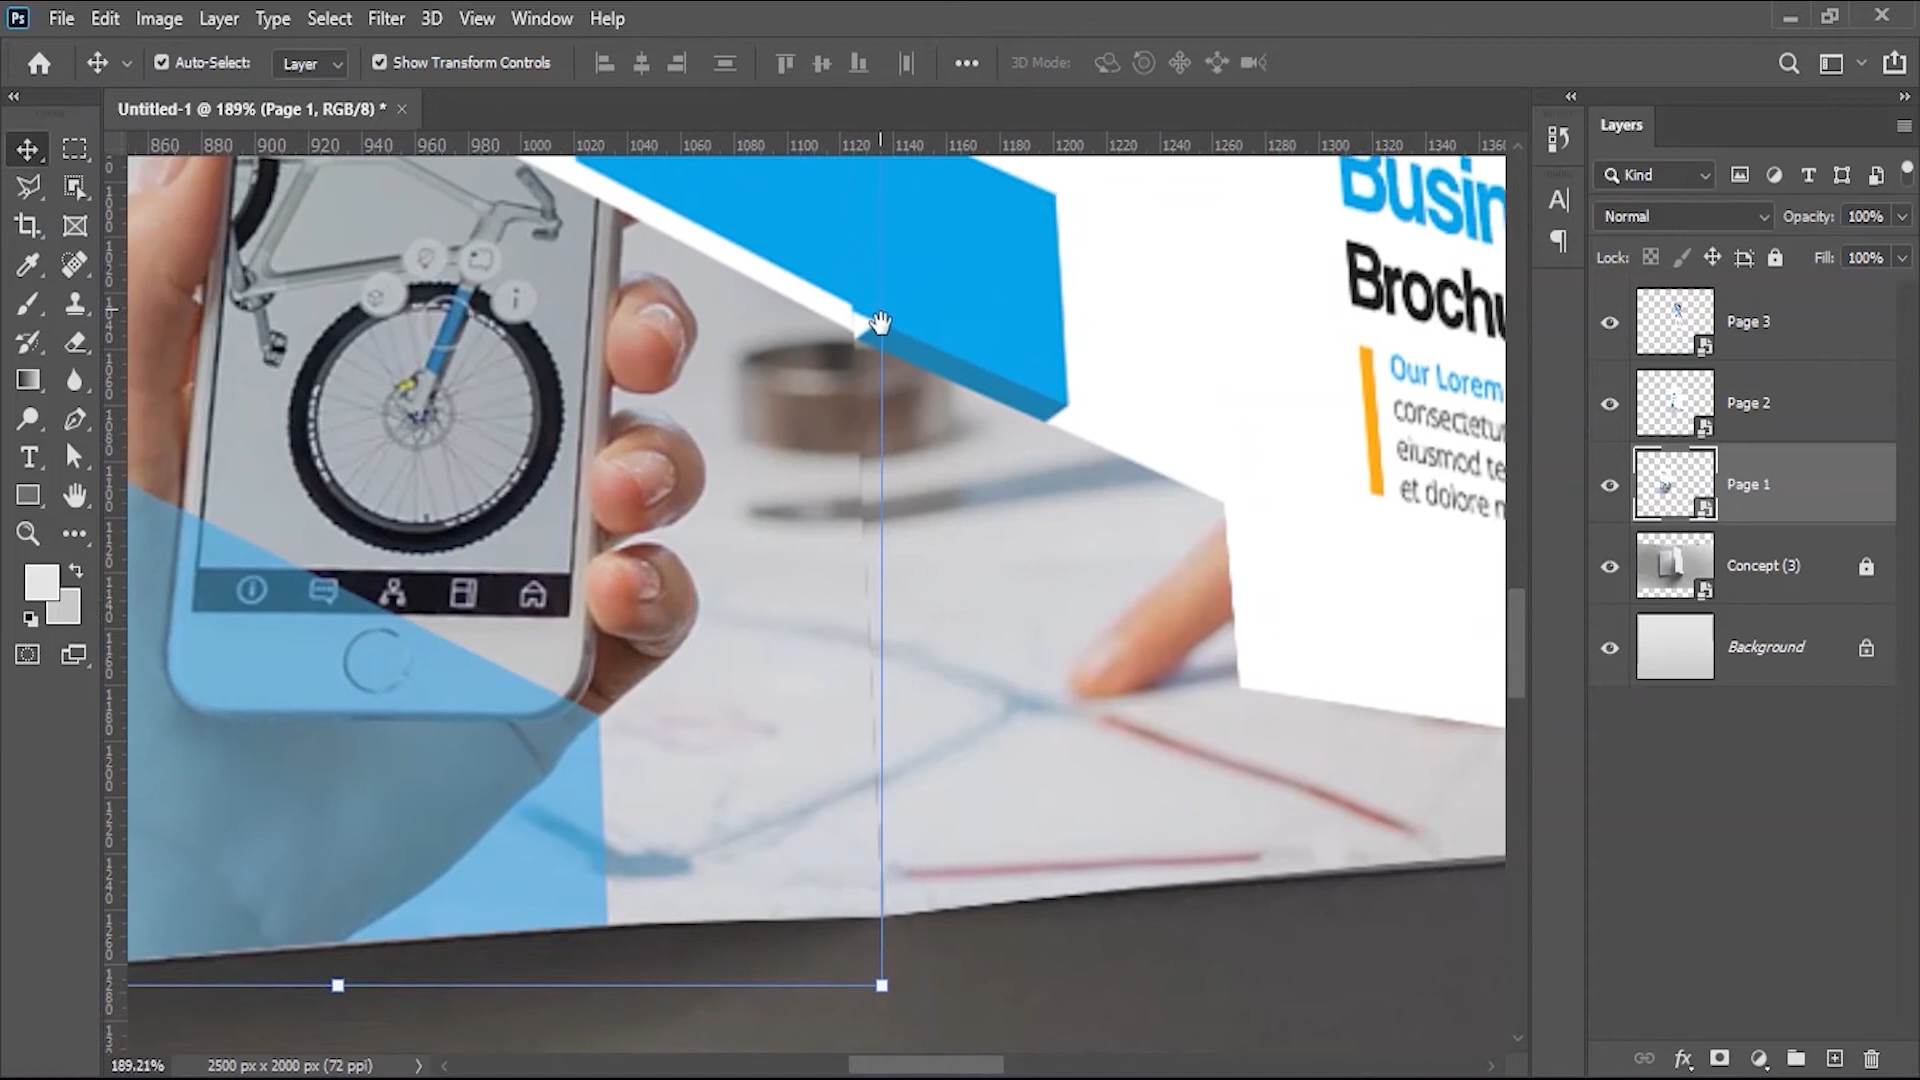 Ps File Edit Image Layer Type Select Filter 3D View Window Help
Auto-Select: Layer Show Transform Controls 3D Mode:
Untitled-1 @ 189% (Page 1, RGB/8) *
860 880 900 920 940 960 980 1000 1020 1040 1060 1080 1100 1120 1140 1160 1180 1200 1220 1240 1260 1280 1300 1320 1340 1360
Layers
Kind
Normal Opacity: 100%
Lock: Fill: 100%
Page 3
Page 2
Page 1
Concept (3)
Background
Busin
Brochu
Our Lorem
consectetu
eiusmod te
et dolore n
189.21% 2500 px x 2000 px (72 ppi)